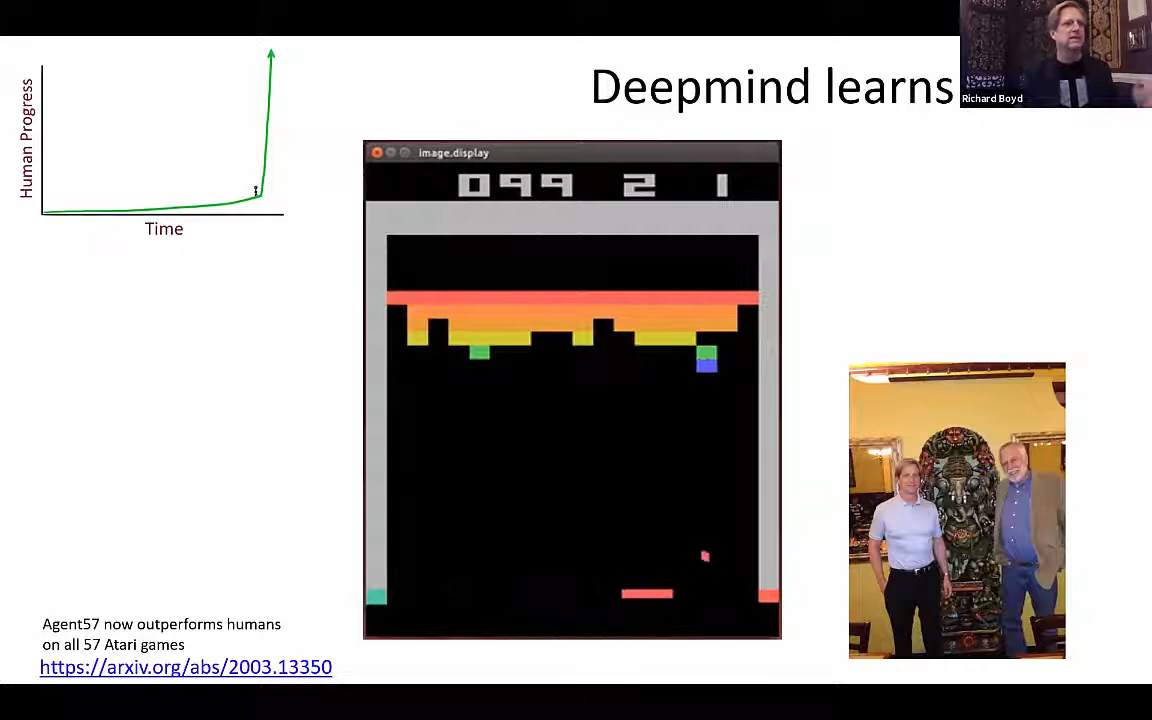 Deepmind learns
Richard Boyd
Human Progress
Time
image.display
099 2 1
Agent57 now outperforms humans
on all 57 Atari games
https://arxiv.org/abs/2003.13350